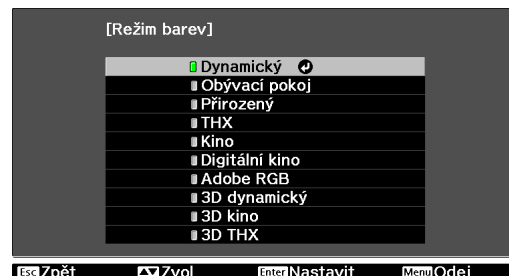 [Režim barev]
Dynamický
Obývací pokoj
Přirozený
THX
Kino
Digitální kino
Adobe RGB
3D dynamický
3D kino
3D THX
Esc Zpět Zvol Enter Nastavit Menu Odej